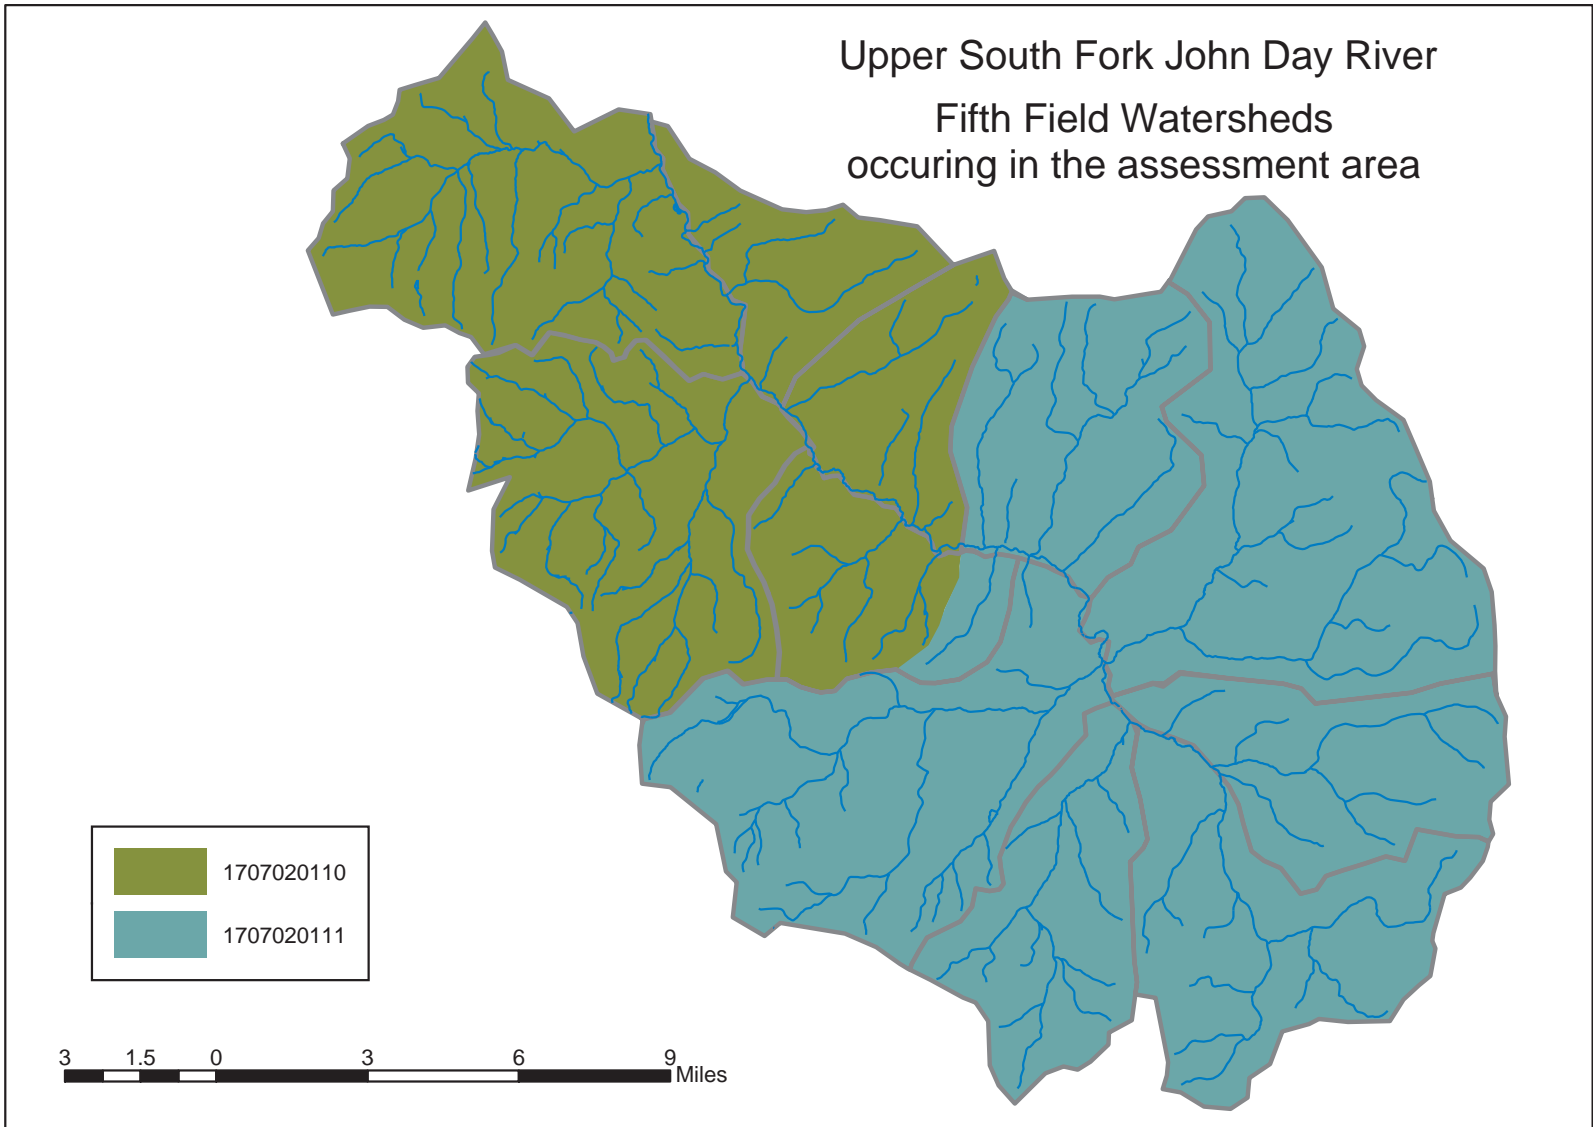 Upper South Fork John Day River
Fifth Field Watersheds
occuring in the assessment area
1707020110
1707020111
3 1.5 0 3 6 9 Miles